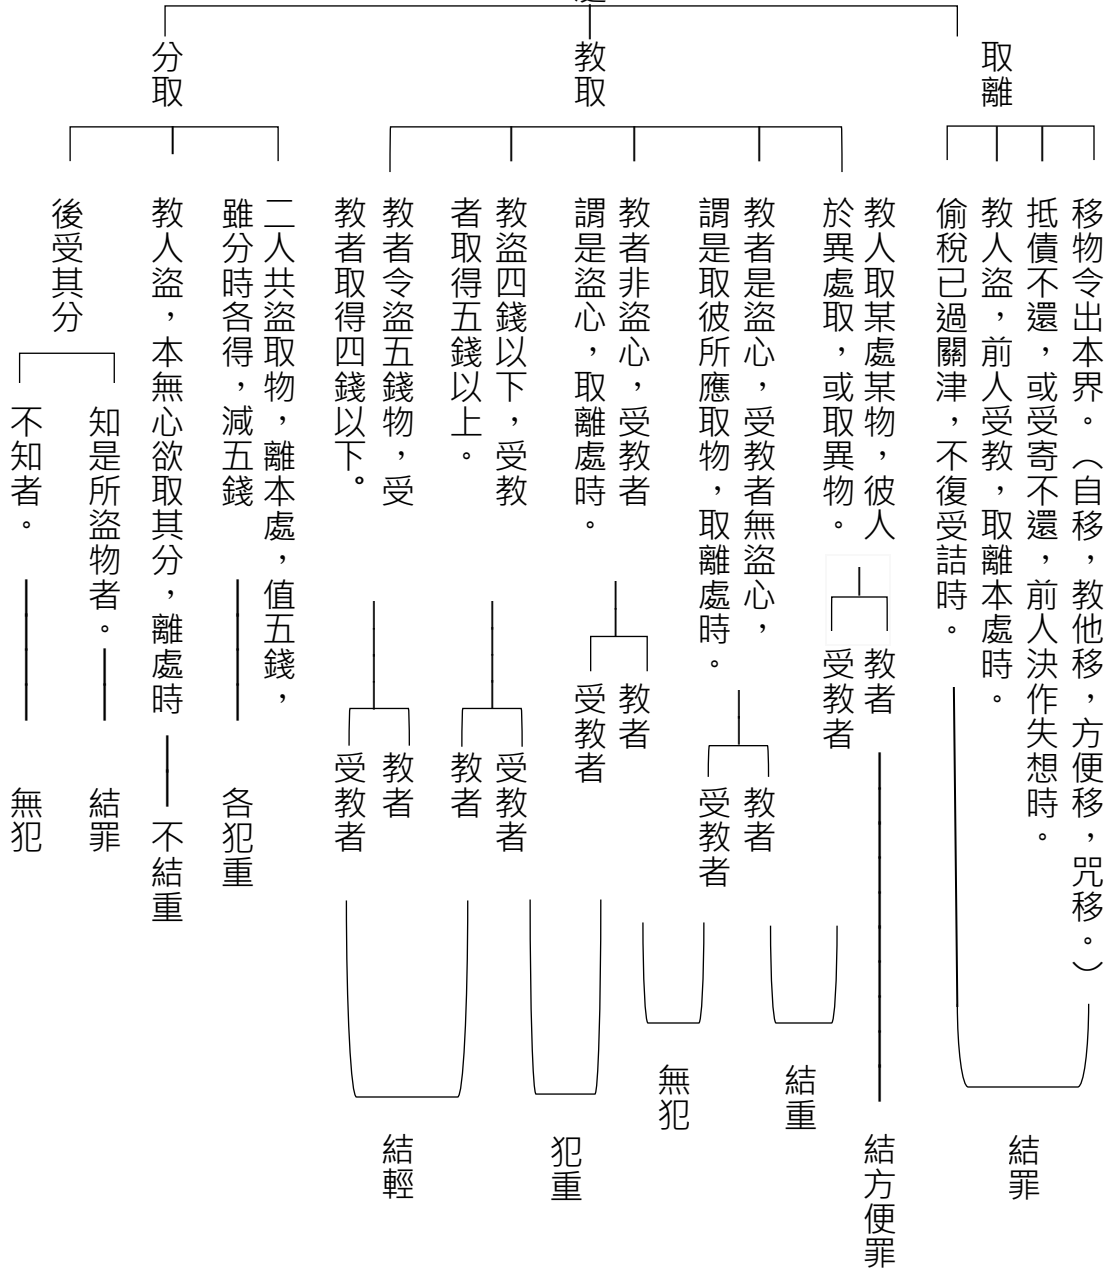 取離
移物令出本界。（自移，教他移，方便移，咒移。）
抵債不還，或受寄不還，前人決作失想時。
教人盜，前人受教，取離本處時。
偷稅已過關津，不復受詰時。
結罪
教取
教人取某處某物，彼人
於異處取，或取異物。
教者
受教者
結方便罪
教者是盜心，受教者無盜心，
謂是取彼所應取物，取離處時。
教者
受教者
結重
教者非盜心，受教者
謂是盜心，取離處時。
教者
受教者
無犯
教盜四錢以下，受教
者取得五錢以上。
受教者
教者
犯重
教者令盜五錢物，受
教者取得四錢以下。
教者
受教者
結輕
分取
二人共盜取物，離本處，值五錢，
雖分時各得，減五錢
各犯重
教人盜，本無心欲取其分，離處時
不結重
後受其分
知是所盜物者。
結罪
不知者。
無犯